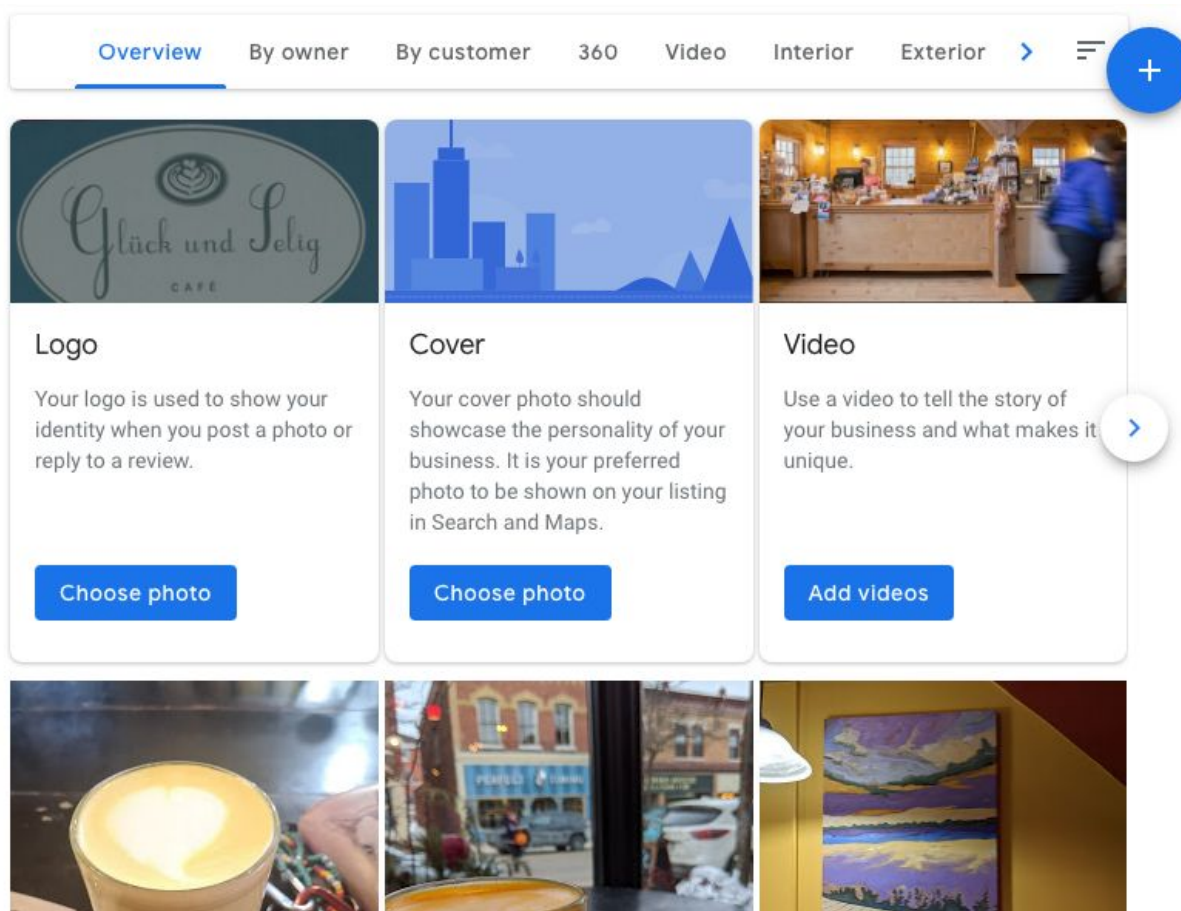 Overview By owner By customer 360 Video Interior Exterior
Glück und Selig
CAFÉ
Logo
Your logo is used to show your
identity when you post a photo or
reply to a review.
Choose photo
Cover
Your cover photo should
showcase the personality of your
business. It is your preferred
photo to be shown on your listing
in Search and Maps.
Choose photo
Video
Use a video to tell the story of
your business and what makes it
unique.
Add videos
PERFECT